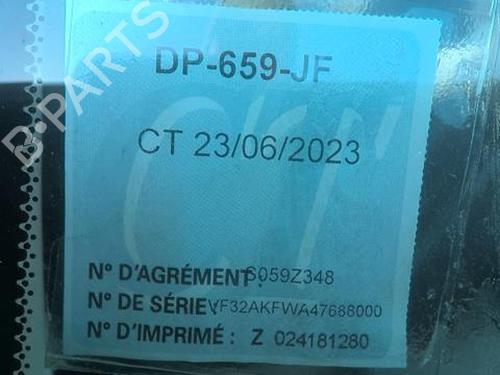 DP-659-JF
CT 23/06/2023
N° D'AGRÉMENT : S059Z348
N° DE SÉRIE : VF32AKFWA47688000
N° D'IMPRIMÉ : Z 024181280
B-PARTS